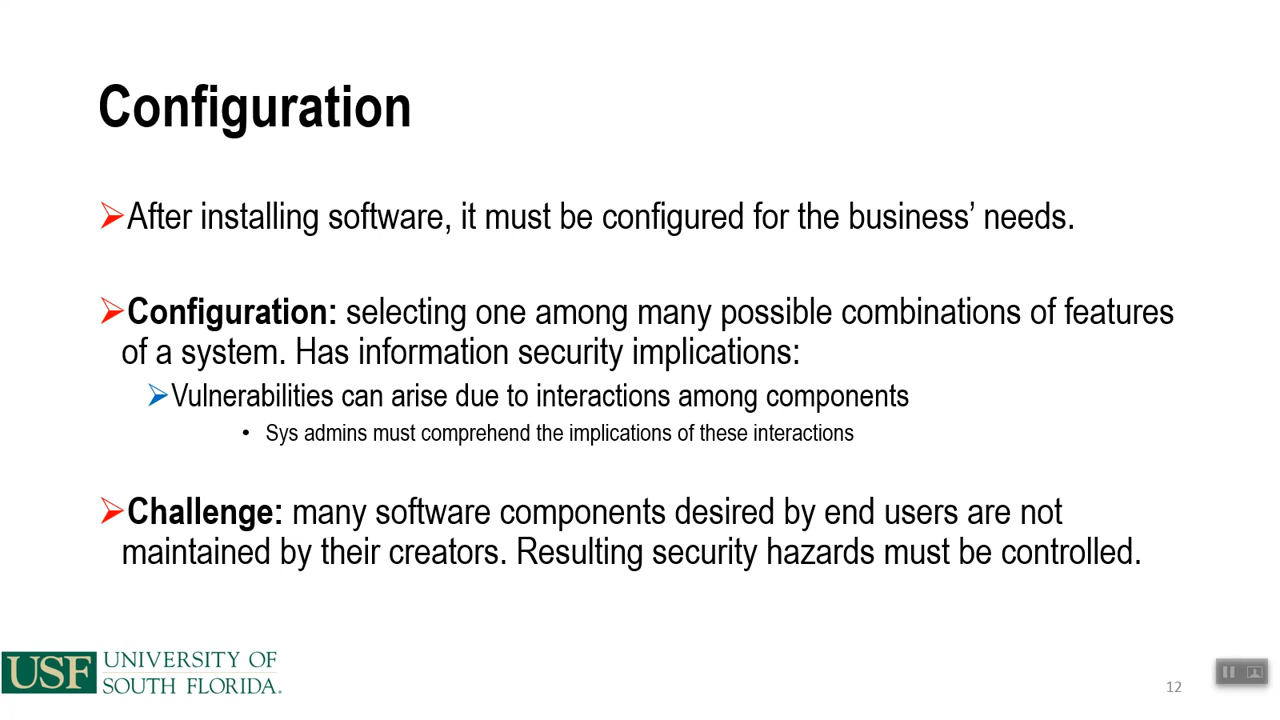 Configuration
After installing software, it must be configured for the business’ needs.
Configuration: selecting one among many possible combinations of features
of a system. Has information security implications:
Vulnerabilities can arise due to interactions among components
• Sys admins must comprehend the implications of these interactions
Challenge: many software components desired by end users are not
maintained by their creators. Resulting security hazards must be controlled.
USF UNIVERSITY OF
SOUTH FLORIDA.
12